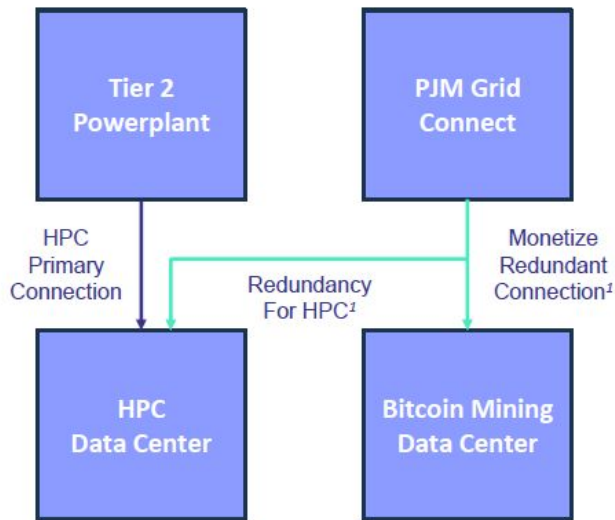 Tier 2
Powerplant
PJM Grid
Connect
HPC
Primary
Connection
Redundancy
For HPC¹
Monetize
Redundant
Connection¹
HPC
Data Center
Bitcoin Mining
Data Center